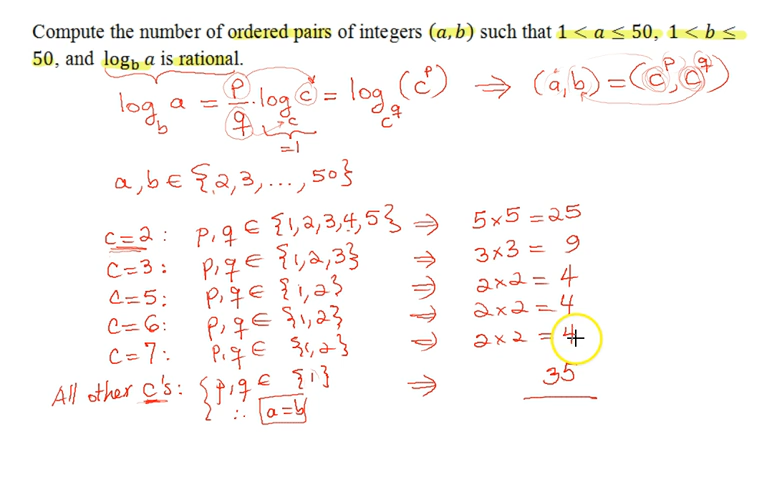 Compute the number of ordered pairs of integers (a,b) such that 1 < a ≤ 50, 1 < b ≤
50, and log_b a is rational.
log_b a = p/q · log_c c = log_{c^q} (c^p) ⇒ (a,b) = (c^p, c^q)
=1
a,b ∈ {2,3,...,50}
c=2: p,q ∈ {1,2,3,4,5} ⇒ 5×5 = 25
c=3: p,q ∈ {1,2,3} ⇒ 3×3 = 9
c=5: p,q ∈ {1,2} ⇒ 2×2 = 4
c=6: p,q ∈ {1,2} ⇒ 2×2 = 4
c=7: p,q ∈ {1,2} ⇒ 2×2 = 4
All other c's: { p,q ∈ {1} ⇒ 35
∴ a=b